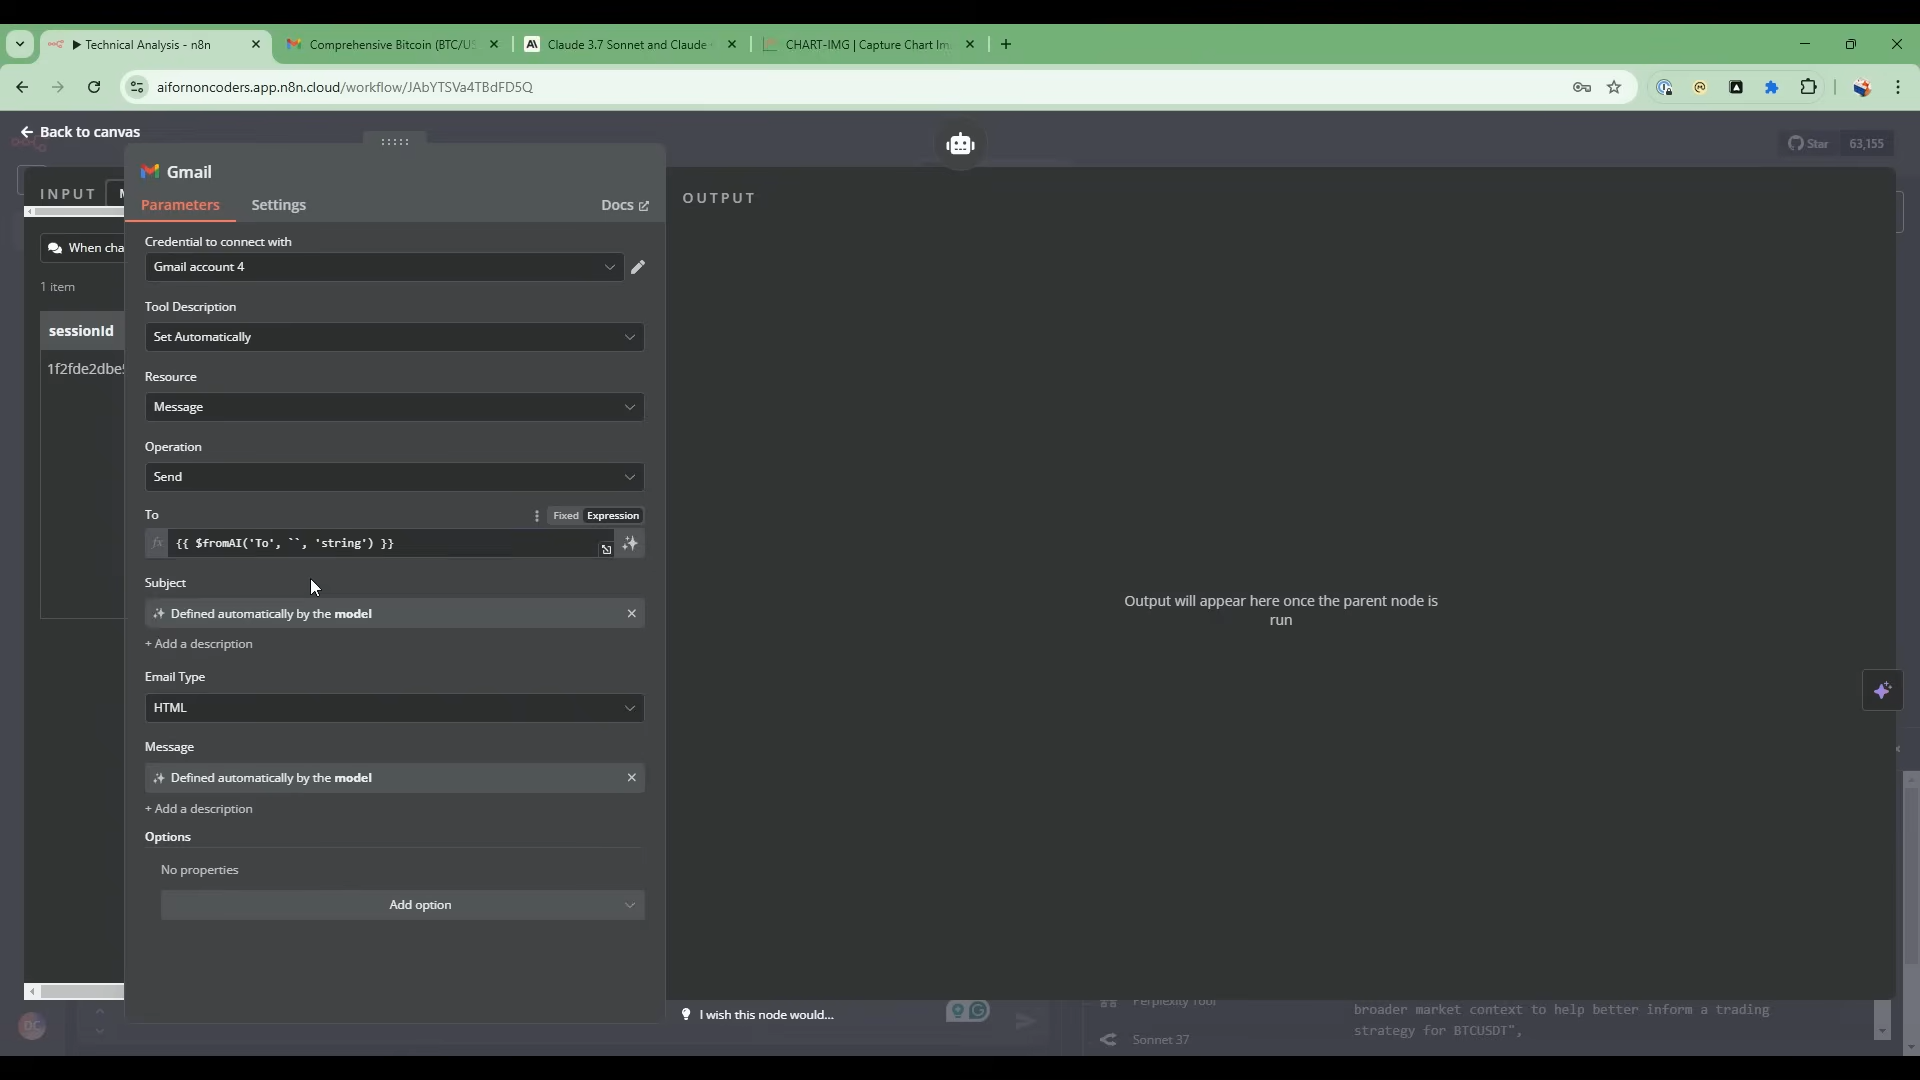 ▶ Technical Analysis - n8n
Comprehensive Bitcoin (BTC/US
Claude 3.7 Sonnet and Claude
CHART-IMG | Capture Chart Im
aifornoncoders.app.n8n.cloud/workflow/JAbYTSVa4TBdFD5Q
Back to canvas
Star 63,155
Gmail
INPUT
Parameters
Settings
Docs
OUTPUT
Credential to connect with
When cha
Gmail account 4
1 item
Tool Description
sessionId
Set Automatically
1f2fde2dbe
Resource
Message
Operation
Send
To
Fixed Expression
fx {{ $fromAI('To', ``, 'string') }}
Subject
Defined automatically by the model
+ Add a description
Email Type
HTML
Message
Defined automatically by the model
+ Add a description
Options
No properties
Add option
Output will appear here once the parent node is
run
I wish this node would...
Perplexity Tool
broader market context to help better inform a trading
strategy for BTCUSDT",
Sonnet 37